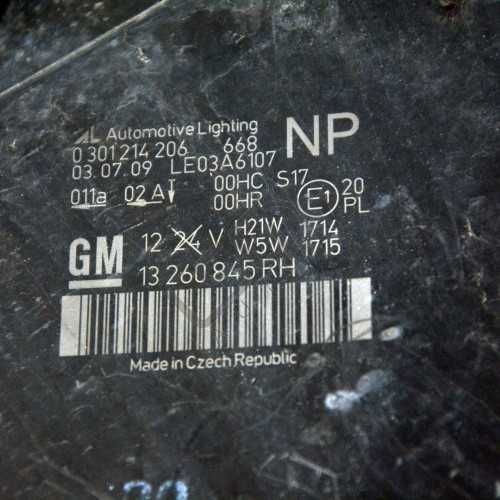 AL Automotive Lighting
0 301 214 206 668 NP
03.07.09 LE03A6107
011a 02 A 00HC S17 E1 20
00HR PL
GM 12 24 V H21W 1714
W5W 1715
13 260 845 RH
Made in Czech Republic